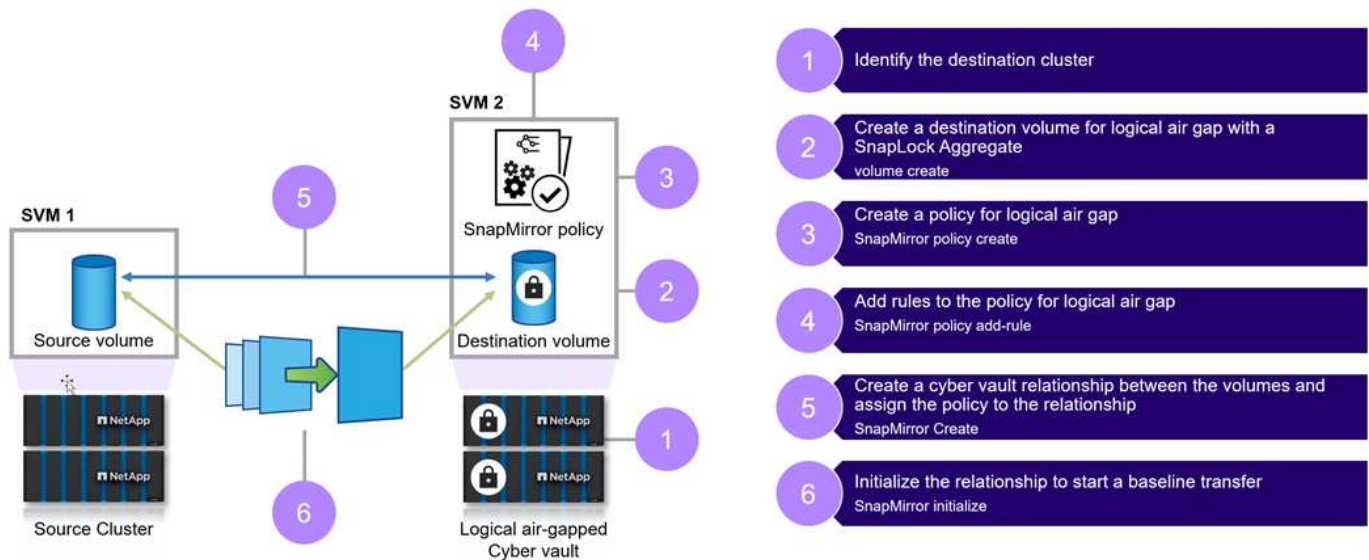 4
SVM 2
3
SnapMirror policy
5
SVM 1
2
Source volume
Destination volume
NetApp
NetApp
Source Cluster
6
NetApp
NetApp
1
Logical air-gapped
Cyber vault
1
Identify the destination cluster
2
Create a destination volume for logical air gap with a
SnapLock Aggregate
volume create
3
Create a policy for logical air gap
SnapMirror policy create
4
Add rules to the policy for logical air gap
SnapMirror policy add-rule
5
Create a cyber vault relationship between the volumes and
assign the policy to the relationship
SnapMirror Create
6
Initialize the relationship to start a baseline transfer
SnapMirror initialize